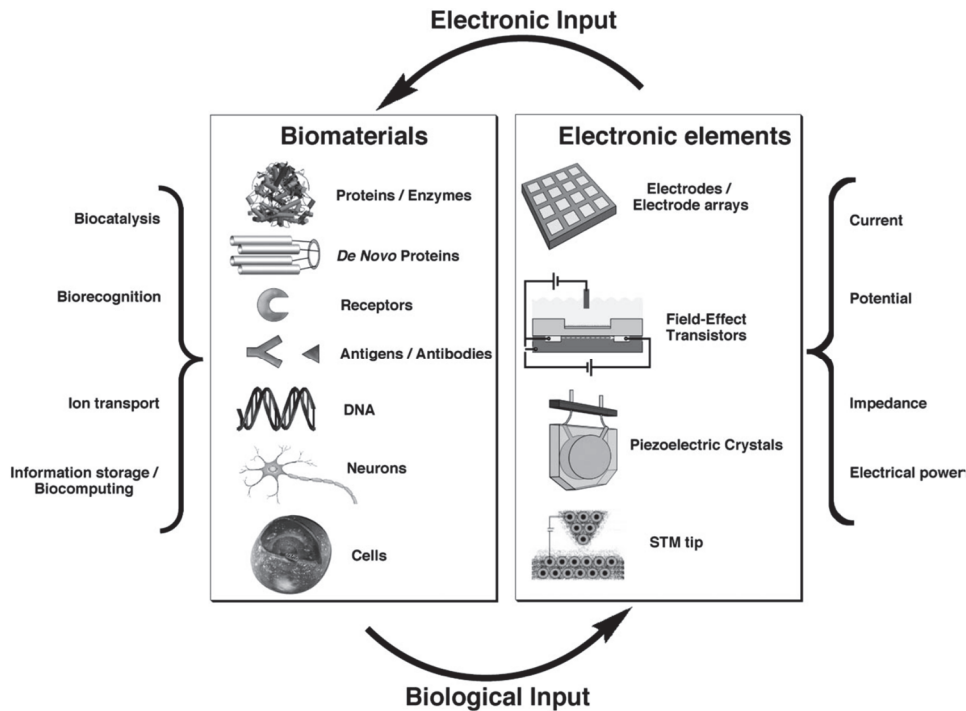 Electronic Input
Biomaterials
Proteins / Enzymes
De Novo Proteins
Receptors
Antigens / Antibodies
DNA
Neurons
Cells
Electronic elements
Electrodes /
Electrode arrays
Field-Effect
Transistors
Piezoelectric Crystals
STM tip
Biocatalysis
Biorecognition
Ion transport
Information storage /
Biocomputing
Current
Potential
Impedance
Electrical power
Biological Input